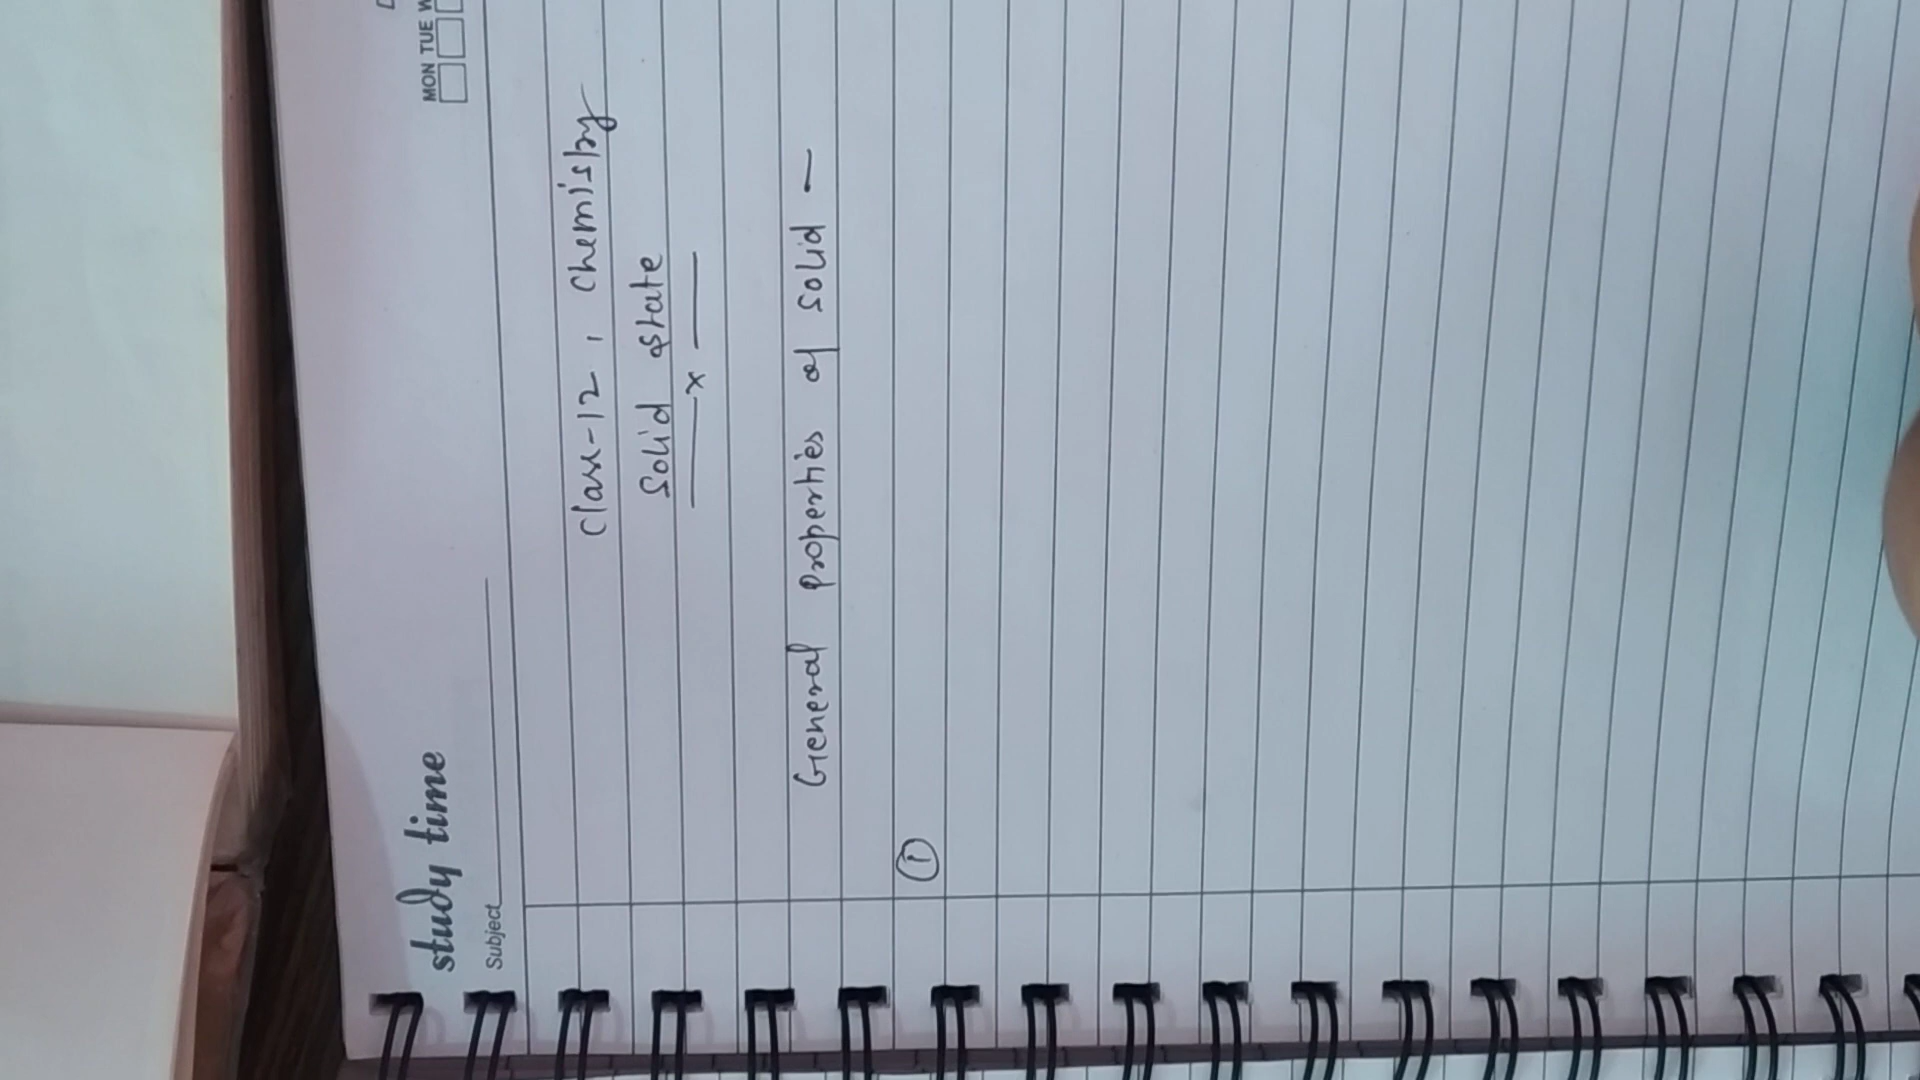 study time
MON TUE W
Subject
Class-12, Chemistry
Solid state
x
General properties of solid —
①